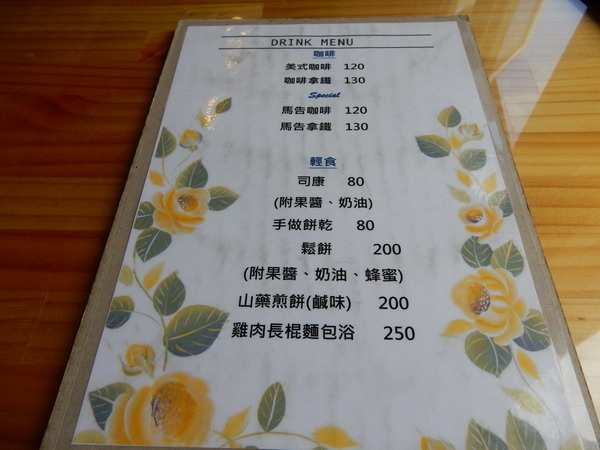 DRINK MENU
咖啡
美式咖啡 120
咖啡拿鐵 130
Special
馬告咖啡 120
馬告拿鐵 130
輕食
司康 80
(附果醬、奶油)
手做餅乾 80
鬆餅 200
(附果醬、奶油、蜂蜜)
山藥煎餅(鹹味) 200
雞肉長棍麵包浴 250